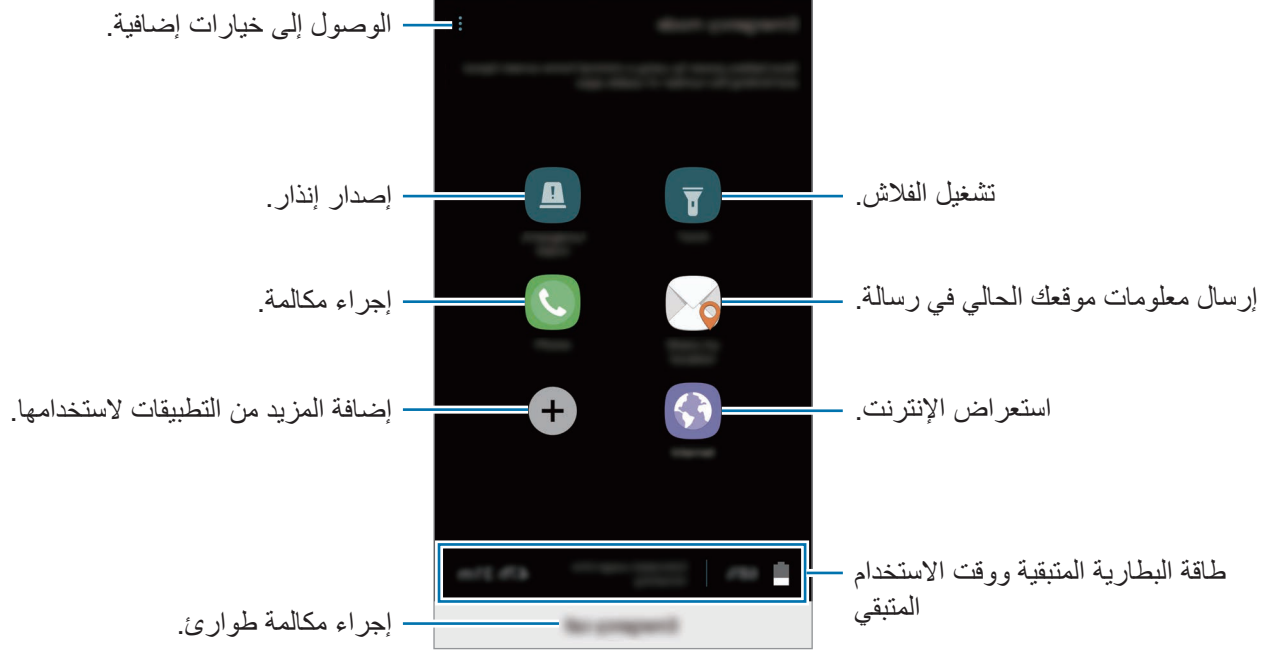 الوصول إلى خيارات إضافية.
تشغيل الفلاش.
إصدار إنذار.
إرسال معلومات موقعك الحالي في رسالة.
إجراء مكالمة.
استعراض الإنترنت.
إضافة المزيد من التطبيقات لاستخدامها.
طاقة البطارية المتبقية ووقت الاستخدام
المتبقي
إجراء مكالمة طوارئ.